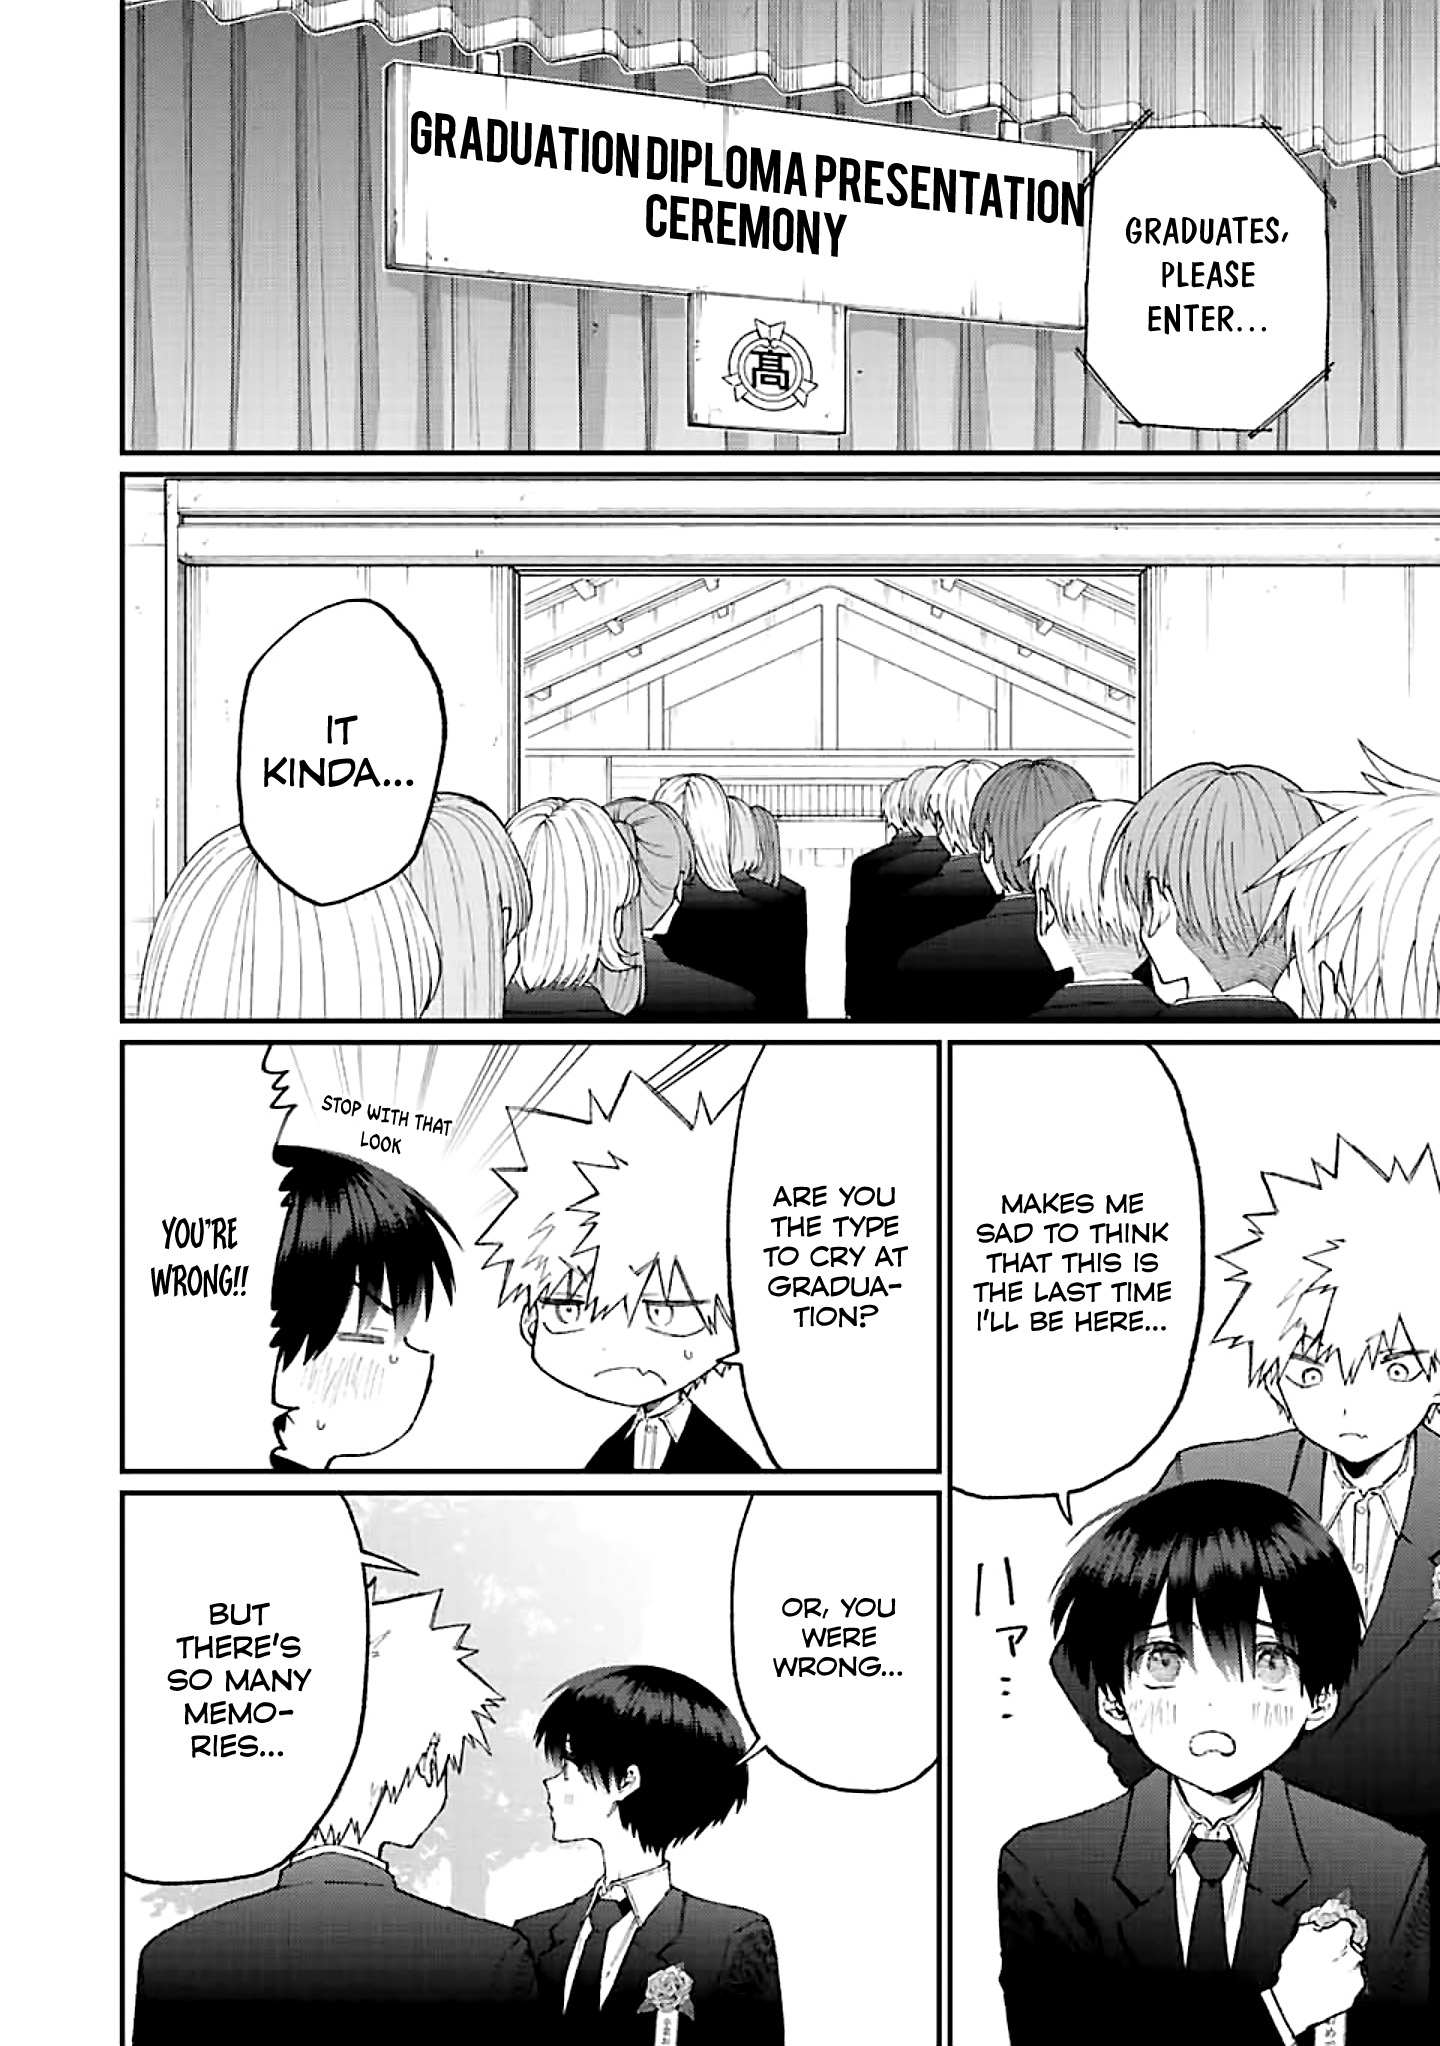 GRADUATION DIPLOMA PRESENTATION
CEREMONY
高
GRADUATES,
PLEASE
ENTER...
IT
KINDA...
MAKES ME
SAD TO THINK
THAT THIS IS
THE LAST TIME
I'LL BE HERE...
ハァ...
ARE YOU
THE TYPE
TO CRY AT
GRADUA-
TION?
STOP WITH THAT
LOOK
YOU'RE
WRONG!!
OR, YOU
WERE
WRONG...
BUT
THERE'S
SO MANY
MEMO-
RIES...